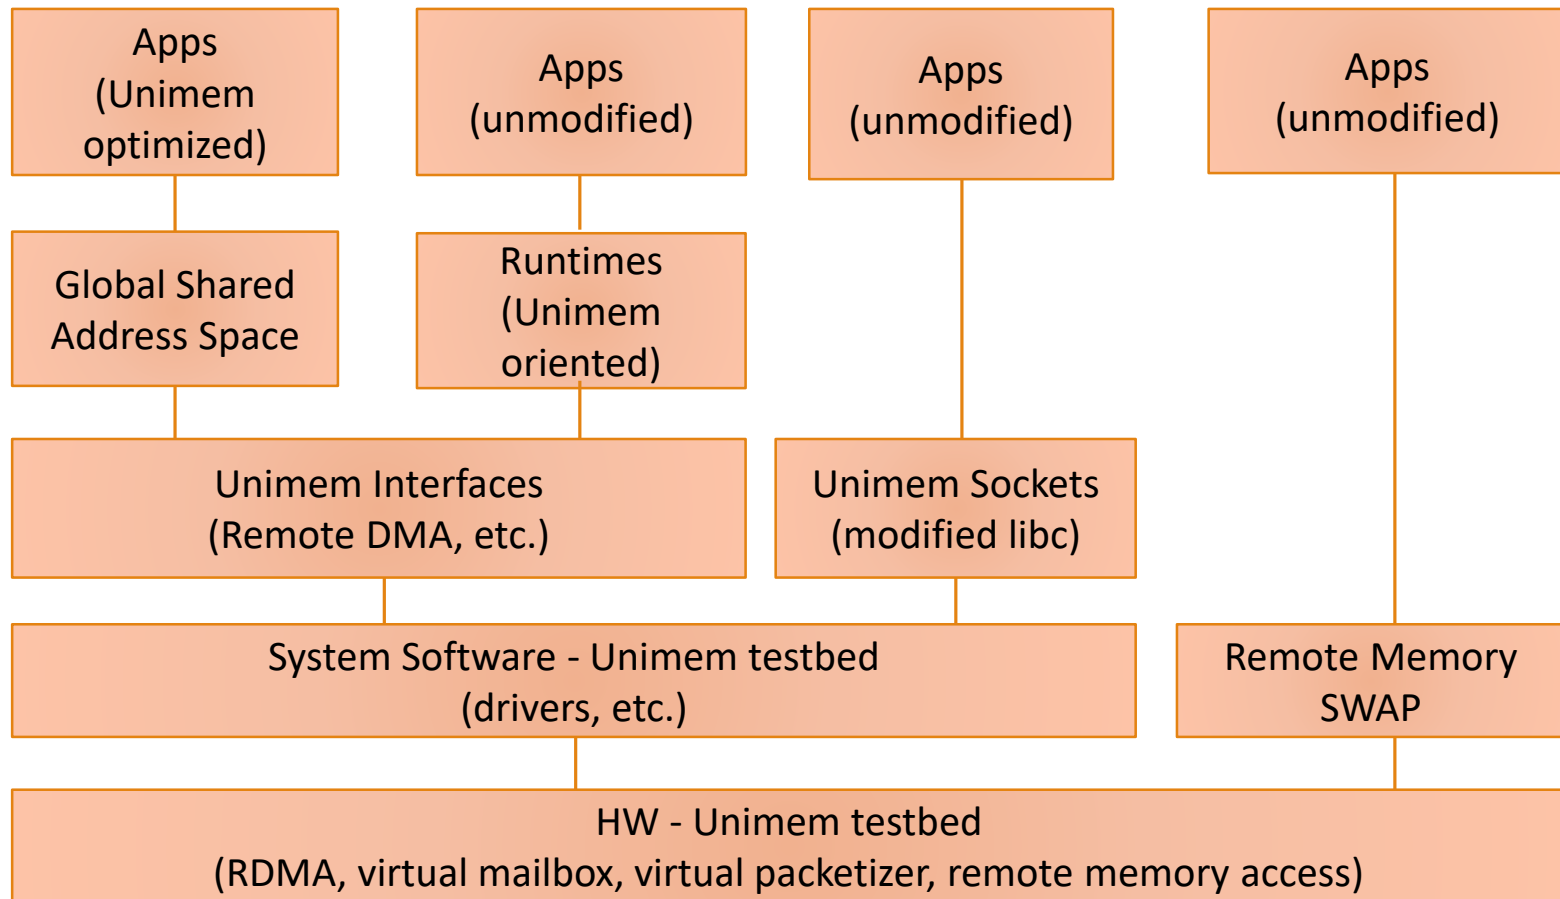 Apps
(Unimem
optimized)
Apps
(unmodified)
Apps
(unmodified)
Apps
(unmodified)
Global Shared
Address Space
Runtimes
(Unimem
oriented)
Unimem Interfaces
(Remote DMA, etc.)
Unimem Sockets
(modified libc)
System Software - Unimem testbed
(drivers, etc.)
Remote Memory
SWAP
HW - Unimem testbed
(RDMA, virtual mailbox, virtual packetizer, remote memory access)